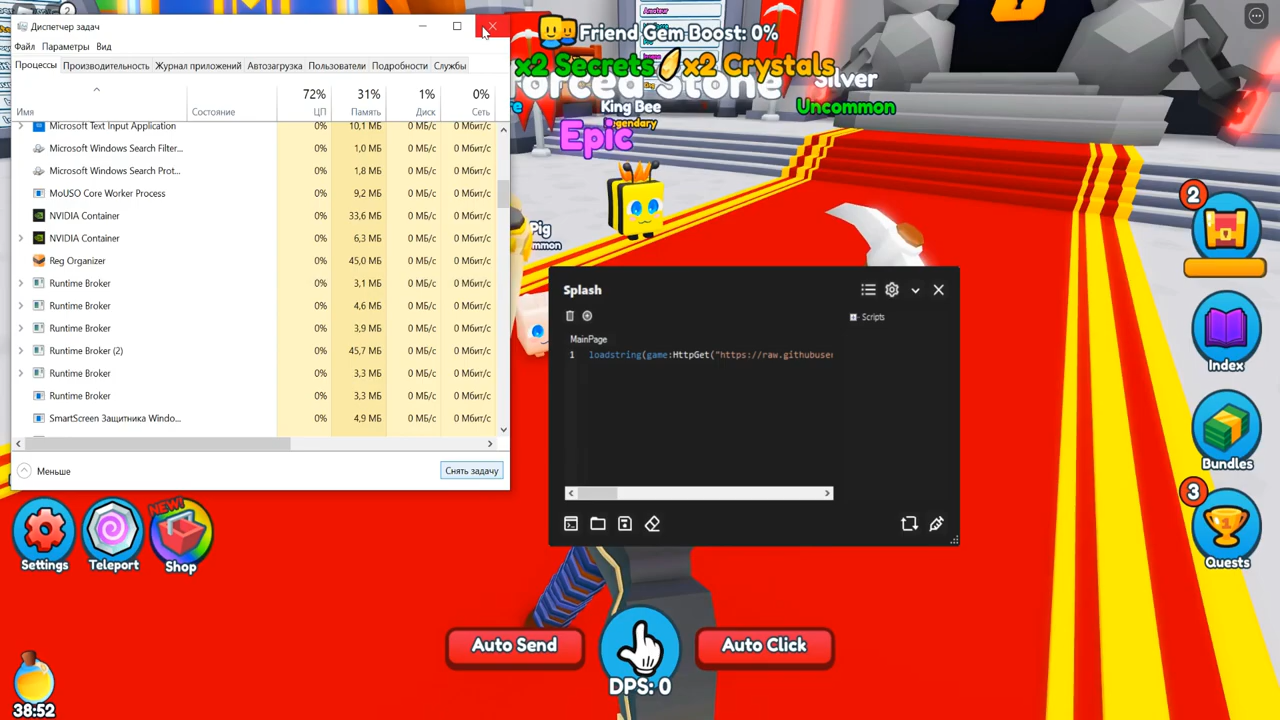 Диспетчер задач
Файл Параметры Вид
Процессы Производительность Журнал приложений Автозагрузка Пользователи Подробности Службы
72% 31% 1% 0%
Имя Состояние ЦП Память Диск Сеть
Microsoft Text Input Application 0% 10,1 МБ 0 МБ/с 0 Мбит/с
Microsoft Windows Search Filter... 0% 1,0 МБ 0 МБ/с 0 Мбит/с
Microsoft Windows Search Prot... 0% 1,8 МБ 0 МБ/с 0 Мбит/с
MoUSO Core Worker Process 0% 9,2 МБ 0 МБ/с 0 Мбит/с
NVIDIA Container 0% 33,6 МБ 0 МБ/с 0 Мбит/с
NVIDIA Container 0% 6,3 МБ 0 МБ/с 0 Мбит/с
Reg Organizer 0% 45,0 МБ 0 МБ/с 0 Мбит/с
Runtime Broker 0% 3,1 МБ 0 МБ/с 0 Мбит/с
Runtime Broker 0% 4,6 МБ 0 МБ/с 0 Мбит/с
Runtime Broker 0% 3,9 МБ 0 МБ/с 0 Мбит/с
Runtime Broker (2) 0% 45,7 МБ 0 МБ/с 0 Мбит/с
Runtime Broker 0% 3,3 МБ 0 МБ/с 0 Мбит/с
Runtime Broker 0% 3,3 МБ 0 МБ/с 0 Мбит/с
SmartScreen Защитника Windo... 0% 4,9 МБ 0 МБ/с 0 Мбит/с
Меньше
Снять задачу
Friend Gem Boost: 0%
x2 Secrets x2 Crystals
forced Stone
Silver
Uncommon
King Bee
Legendary
Epic
Pig
Splash
Scripts
MainPage
1 loadstring(game:HttpGet("https://raw.githubuser
2
Index
Bundles
3
Quests
Settings
Teleport
NEW!
Shop
Auto Send
Auto Click
DPS: 0
38:52